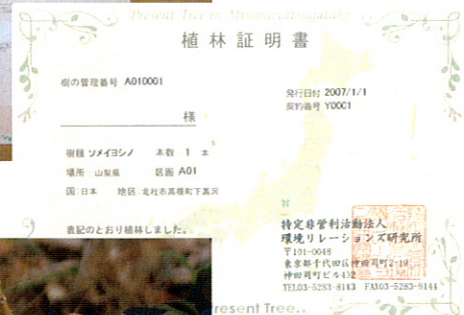 Present Tree in Minamiyatsugatake
植林証明書
樹の管理番号 A010001
発行日付 2007/1/1
契約番号 Y0001
様
樹種 ソメイヨシノ 本数 1 本
場所 山梨県 区画 A01
国:日本 地区 北杜市高根町下黒沢
表記のとおり植林しました。
特定非営利活動法人
環境リレーションズ研究所
〒101-0048
東京都千代田区神田司町2-19
神田司町ビル402
TEL03-5283-8143 FAX03-5283-8144
resent Tree..